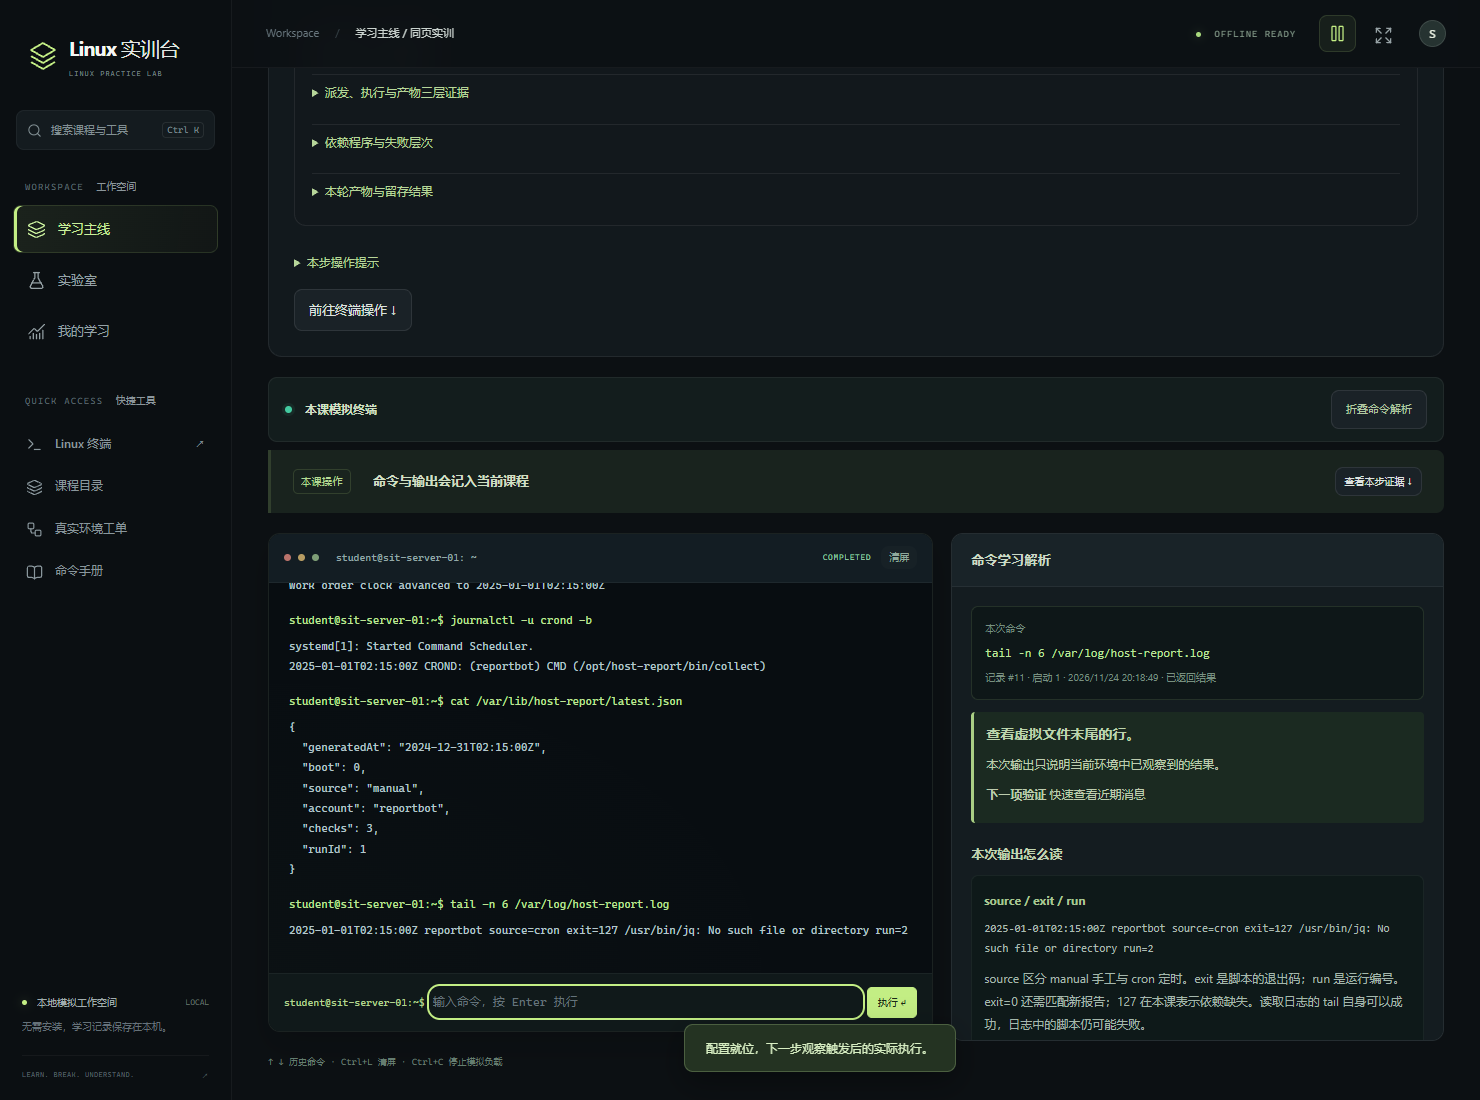 Linux 实训台
LINUX PRACTICE LAB
搜索课程与工具 Ctrl K
WORKSPACE 工作空间
学习主线
实验室
我的学习
QUICK ACCESS 快捷工具
Linux 终端 ↗
课程目录
真实环境工单
命令手册
本地模拟工作空间 LOCAL
无需安装，学习记录保存在本机。
LEARN. BREAK. UNDERSTAND. ↗
Workspace / 学习主线 / 同页实训
OFFLINE READY
S
▶ 派发、执行与产物三层证据
▶ 依赖程序与失败层次
▶ 本轮产物与留存结果
▶ 本步操作提示
前往终端操作 ↓
本课模拟终端
折叠命令解析
本课操作 命令与输出会记入当前课程
查看本步证据 ↓
student@sit-server-01: ~ COMPLETED 清屏
Work order clock advanced to 2025-01-01T02:15:00Z
student@sit-server-01:~$ journalctl -u crond -b
systemd[1]: Started Command Scheduler.
2025-01-01T02:15:00Z CROND: (reportbot) CMD (/opt/host-report/bin/collect)
student@sit-server-01:~$ cat /var/lib/host-report/latest.json
{
"generatedAt": "2024-12-31T02:15:00Z",
"boot": 0,
"source": "manual",
"account": "reportbot",
"checks": 3,
"runId": 1
}
student@sit-server-01:~$ tail -n 6 /var/log/host-report.log
2025-01-01T02:15:00Z reportbot source=cron exit=127 /usr/bin/jq: No such file or directory run=2
student@sit-server-01:~$ 输入命令，按 Enter 执行
执行 ↵
↑ ↓ 历史命令 · Ctrl+L 清屏 · Ctrl+C 停止模拟负载
命令学习解析
本次命令
tail -n 6 /var/log/host-report.log
记录 #11 · 启动 1 · 2026/11/24 20:18:49 · 已返回结果
查看虚拟文件末尾的行。
本次输出只说明当前环境中已观察到的结果。
下一项验证 快速查看近期消息
本次输出怎么读
source / exit / run
2025-01-01T02:15:00Z reportbot source=cron exit=127 /usr/bin/jq: No
such file or directory run=2
source 区分 manual 手工与 cron 定时。exit 是脚本的退出码；run 是运行编号。
exit=0 还需匹配新报告；127 在本课表示依赖缺失。读取日志的 tail 自身可以成
功，日志中的脚本仍可能失败。
配置就位，下一步观察触发后的实际执行。